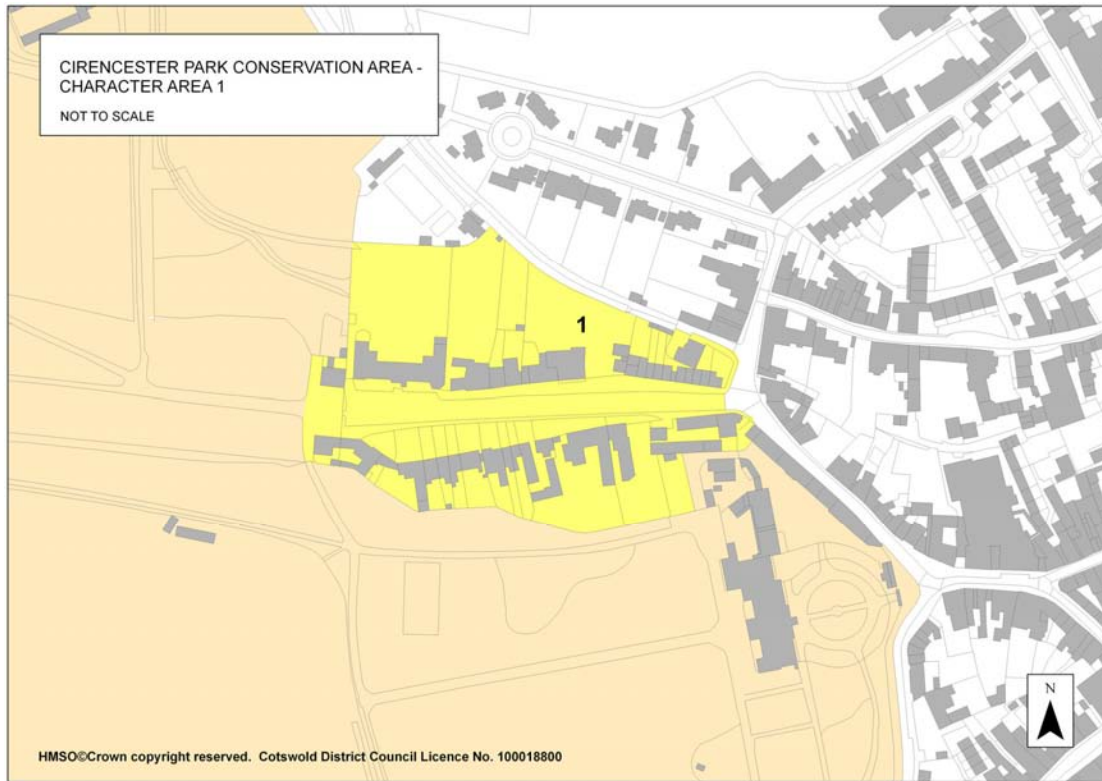 CIRENCESTER PARK CONSERVATION AREA -
CHARACTER AREA 1
NOT TO SCALE
1
N
HMSO©Crown copyright reserved. Cotswold District Council Licence No. 100018800